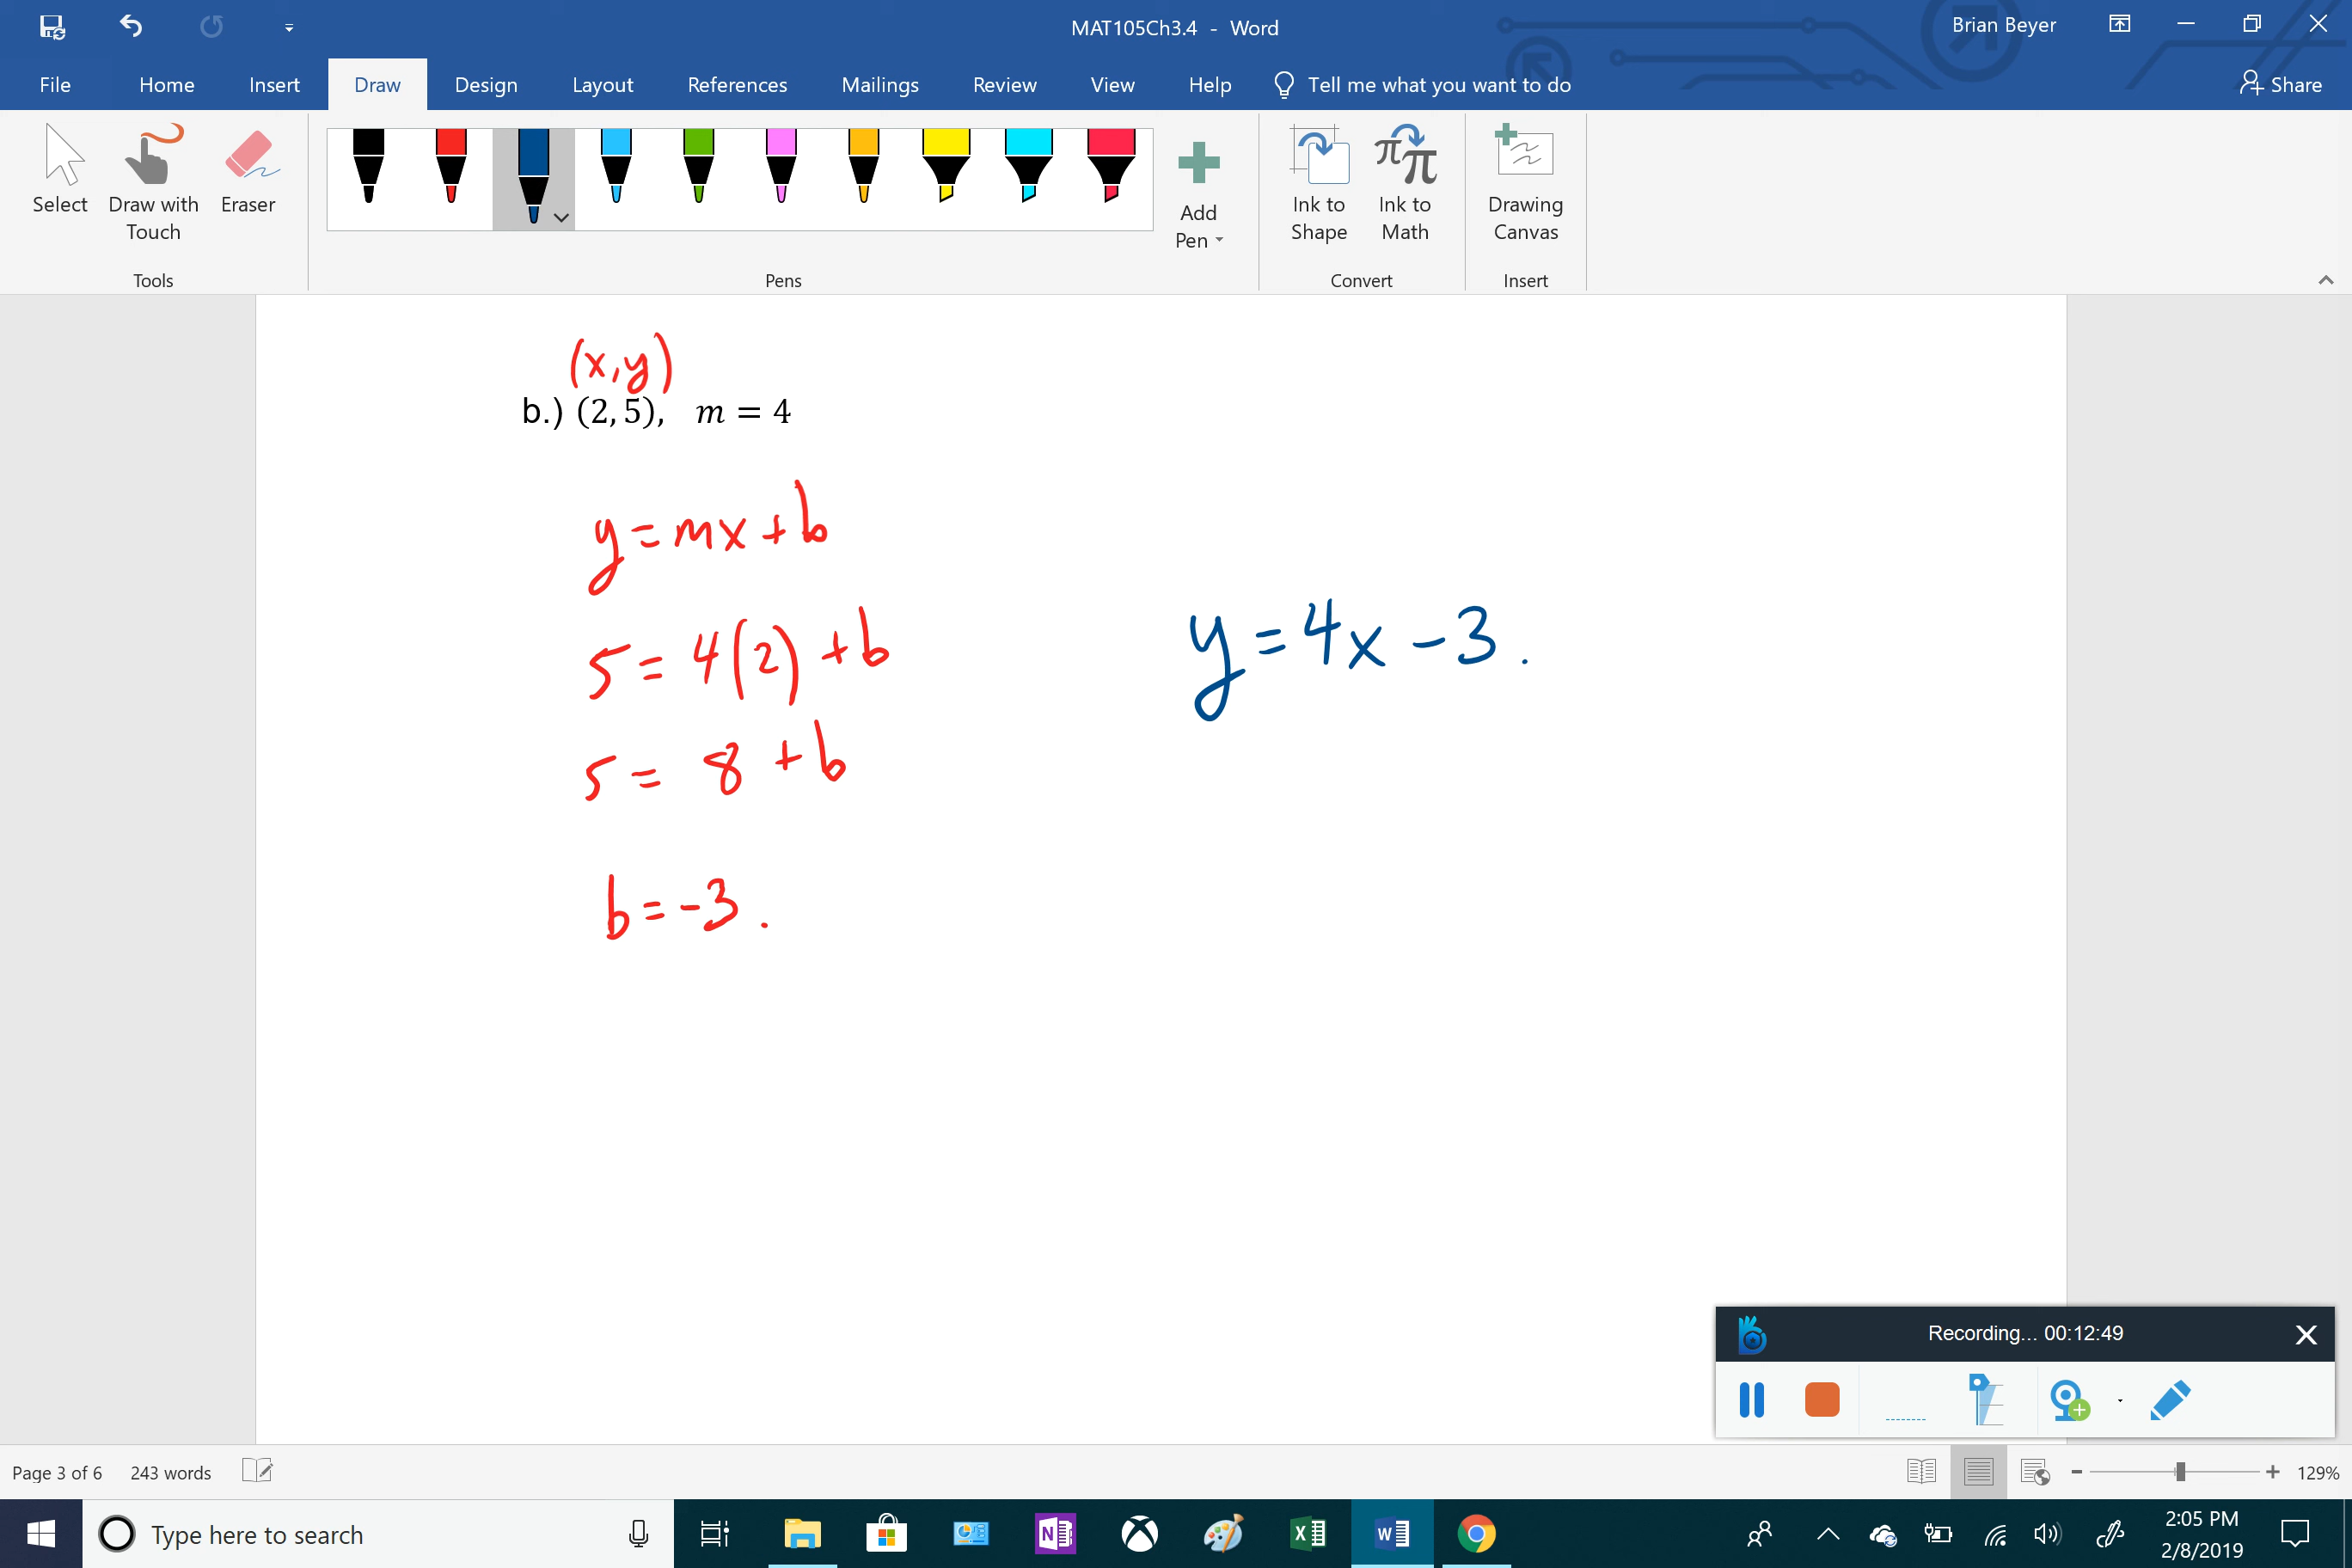 MAT105Ch3.4 - Word
Brian Beyer
File Home Insert Draw Design Layout References Mailings Review View Help Tell me what you want to do Share
Select Draw with Touch Eraser
Add Pen
Ink to Shape Ink to Math
Drawing Canvas
Tools Pens Convert Insert
(x,y)
b.) (2, 5), m = 4
y = mx + b
5 = 4(2) + b
y = 4x - 3.
5 = 8 + b
b = -3.
Recording... 00:12:49
Page 3 of 6 243 words 129%
Type here to search
2:05 PM
2/8/2019